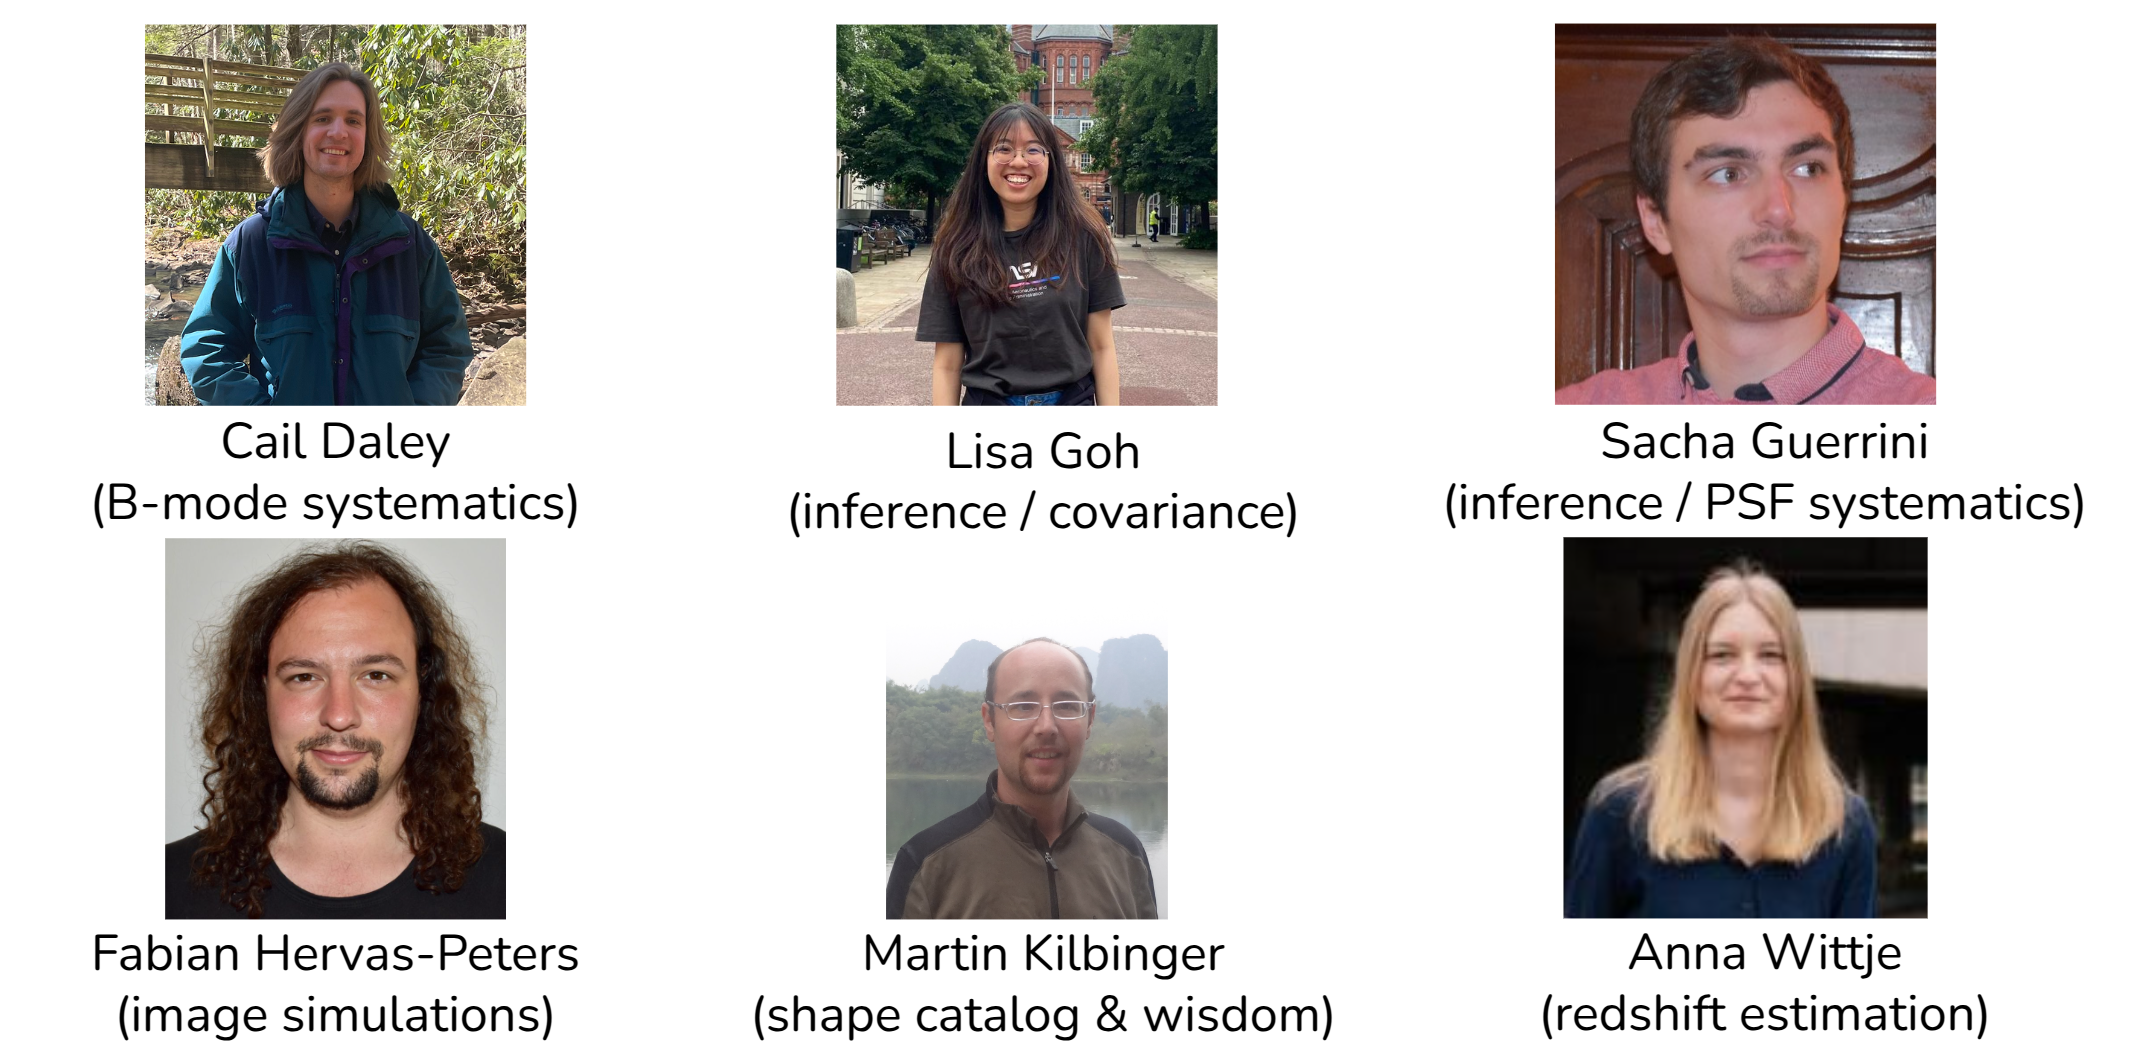 Cail Daley
(B-mode systematics)
Lisa Goh
(inference / covariance)
Sacha Guerrini
(inference / PSF systematics)
Fabian Hervas-Peters
(image simulations)
Martin Kilbinger
(shape catalog & wisdom)
Anna Wittje
(redshift estimation)